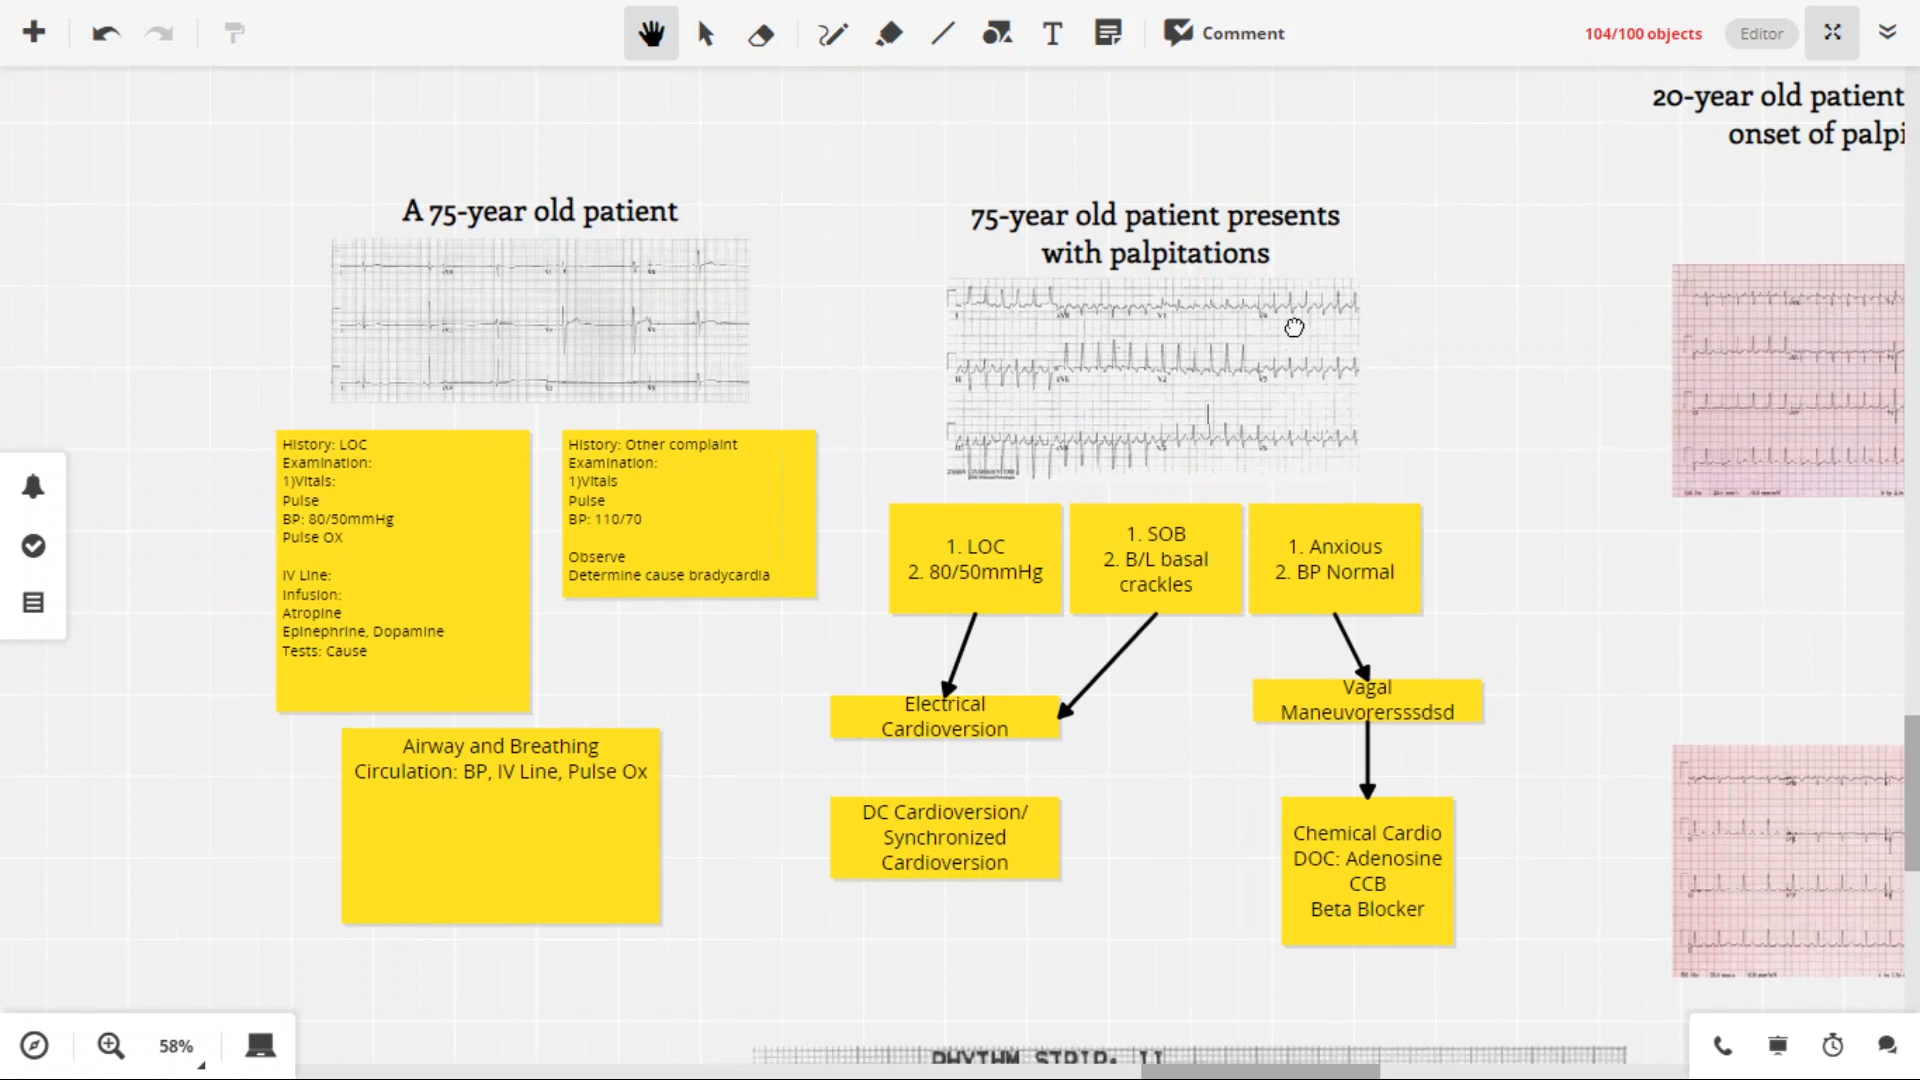 Comment
104/100 objects
Editor
20-year old patient
onset of palpi
A 75-year old patient
75-year old patient presents
with palpitations
History: LOC
Examination:
1)Vitals:
Pulse
BP: 80/50mmHg
Pulse OX
IV Line:
Infusion:
Atropine
Epinephrine, Dopamine
Tests: Cause
History: Other complaint
Examination:
1)Vitals
Pulse
BP: 110/70
Observe
Determine cause bradycardia
Airway and Breathing
Circulation: BP, IV Line, Pulse Ox
1. LOC
2. 80/50mmHg
1. SOB
2. B/L basal
crackles
1. Anxious
2. BP Normal
Electrical
Cardioversion
Vagal
Maneuvorersssdsd
DC Cardioversion/
Synchronized
Cardioversion
Chemical Cardio
DOC: Adenosine
CCB
Beta Blocker
RHYTHM STRIP: II
58%